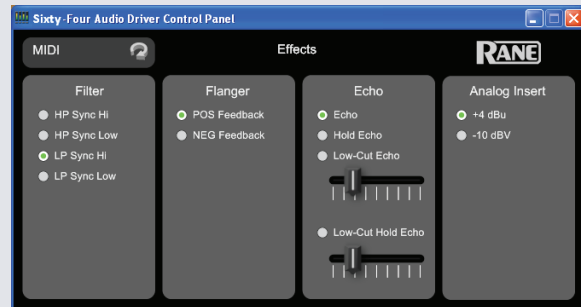 Sixty-Four Audio Driver Control Panel
MIDI
Effects
RANE
Filter
HP Sync Hi
HP Sync Low
LP Sync Hi
LP Sync Low
Flanger
POS Feedback
NEG Feedback
Echo
Echo
Hold Echo
Low-Cut Echo
Low-Cut Hold Echo
Analog Insert
+4 dBu
-10 dBV